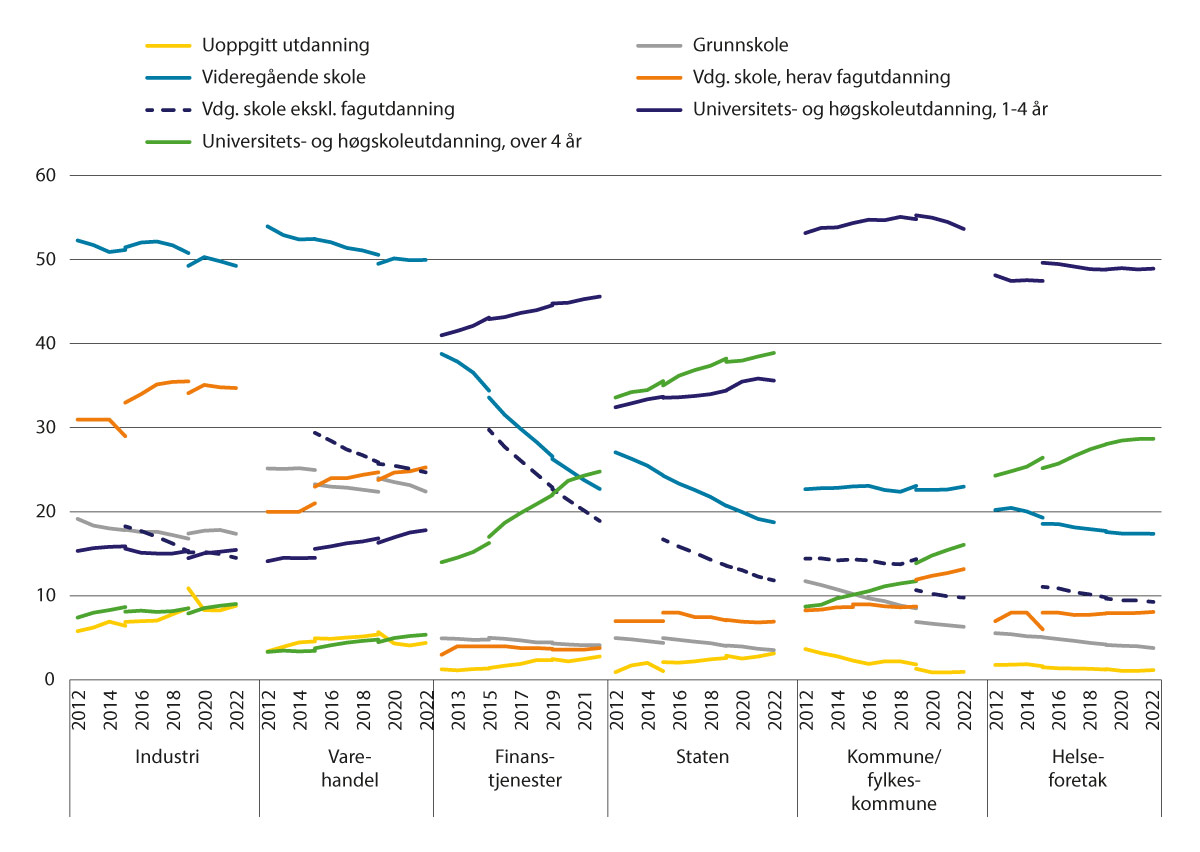 Uoppgitt utdanning
Grunnskole
Videregående skole
Vdg. skole, herav fagutdanning
Vdg. skole ekskl. fagutdanning
Universitets- og høgskoleutdanning, 1-4 år
Universitets- og høgskoleutdanning, over 4 år
60
50
40
30
20
10
0
2012 2014 2016 2018 2020 2022
2012 2014 2016 2018 2020 2022
2012 2013 2015 2017 2019 2021
2012 2014 2016 2018 2020 2022
2012 2014 2016 2018 2020 2022
2012 2014 2016 2018 2020 2022
Industri
Vare-
handel
Finans-
tjenester
Staten
Kommune/
fylkes-
kommune
Helse-
foretak